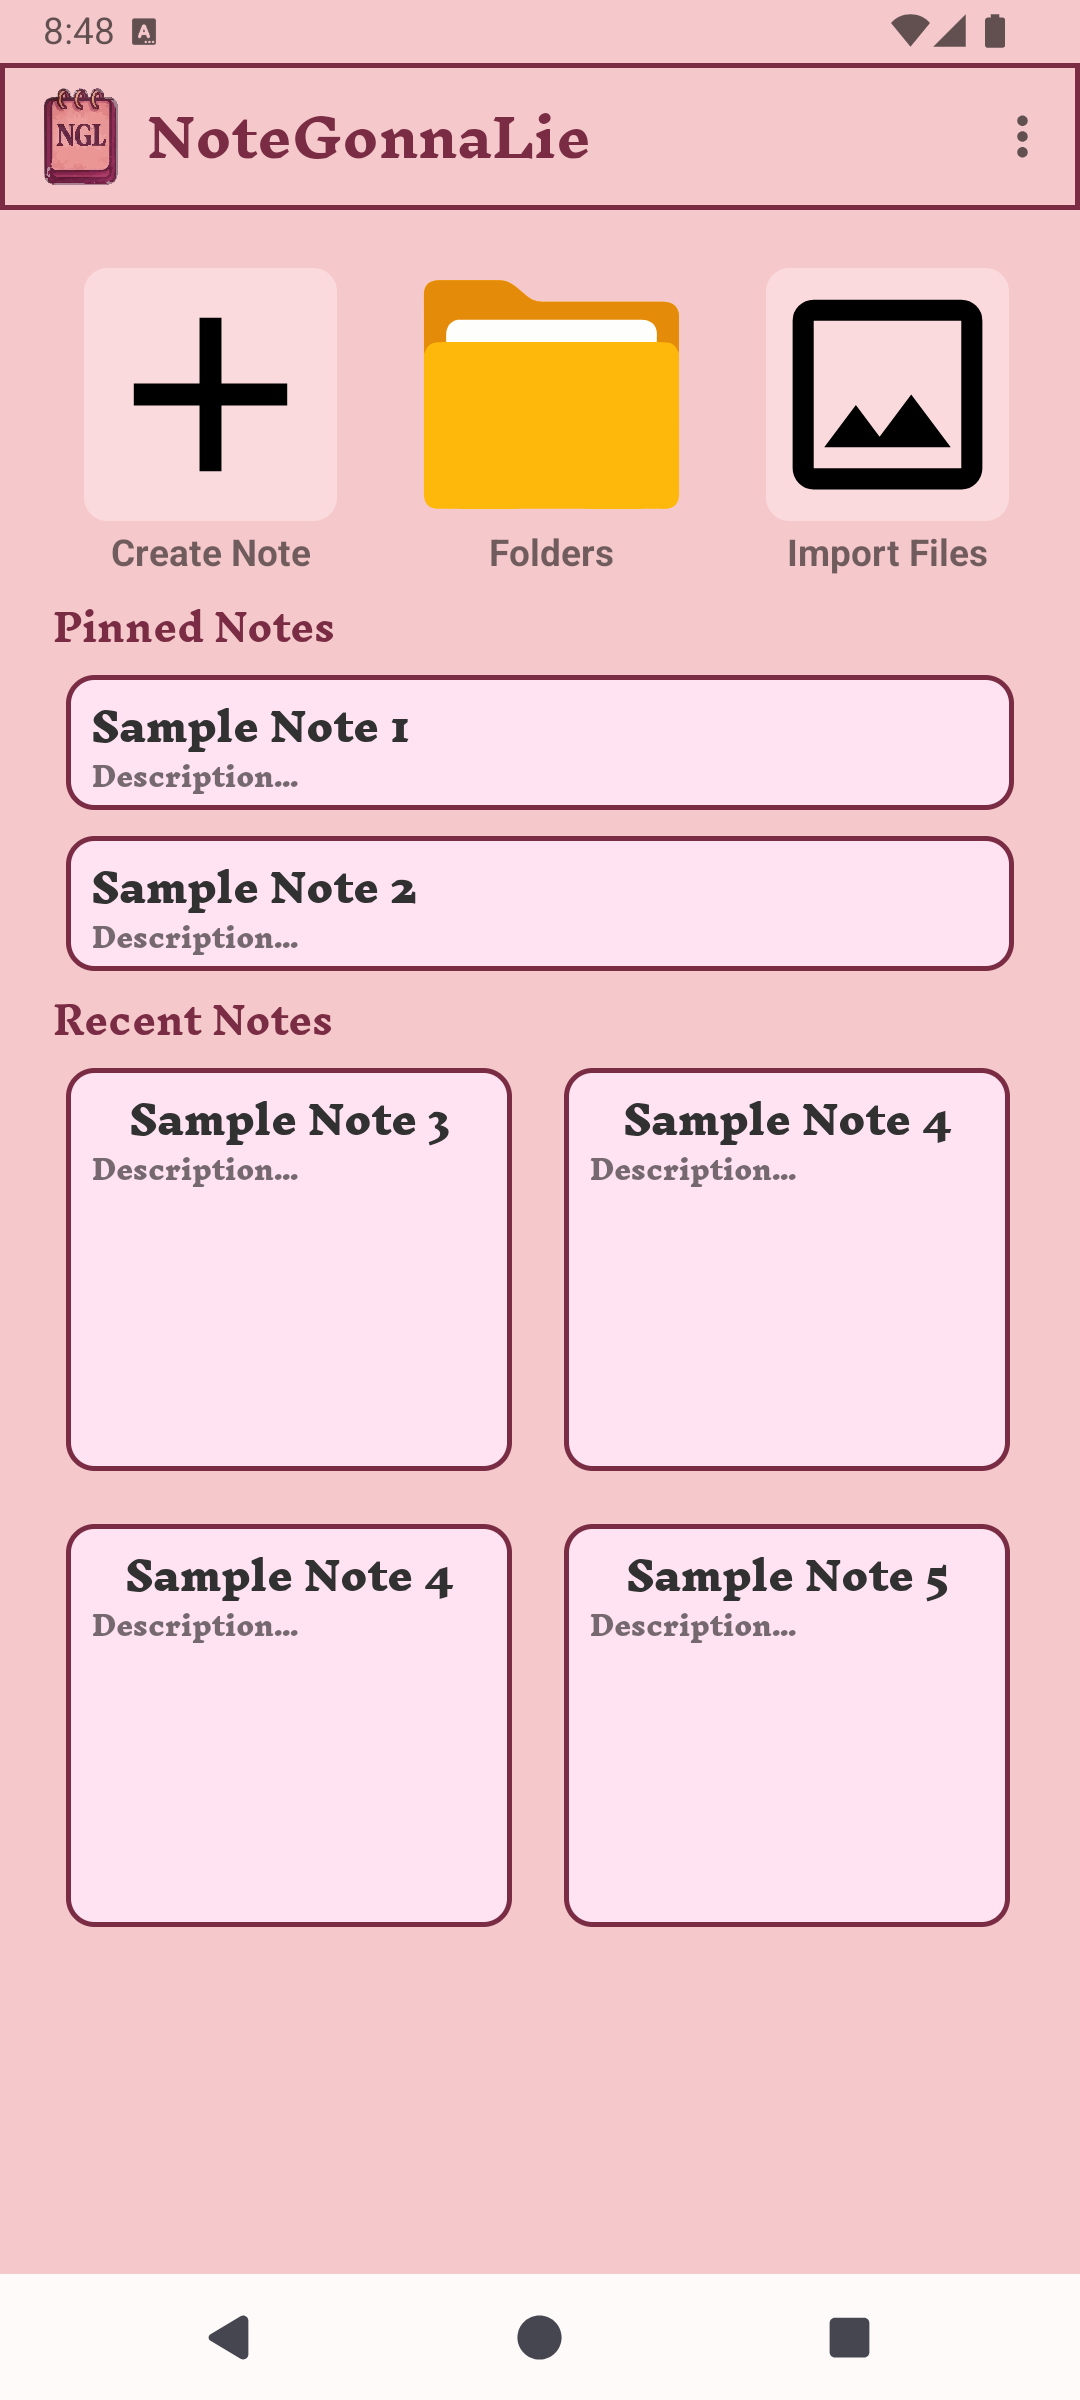 8:48
NGL
NoteGonnaLie
Create Note
Folders
Import Files
Pinned Notes
Sample Note 1
Description...
Sample Note 2
Description...
Recent Notes
Sample Note 3
Description...
Sample Note 4
Description...
Sample Note 4
Description...
Sample Note 5
Description...